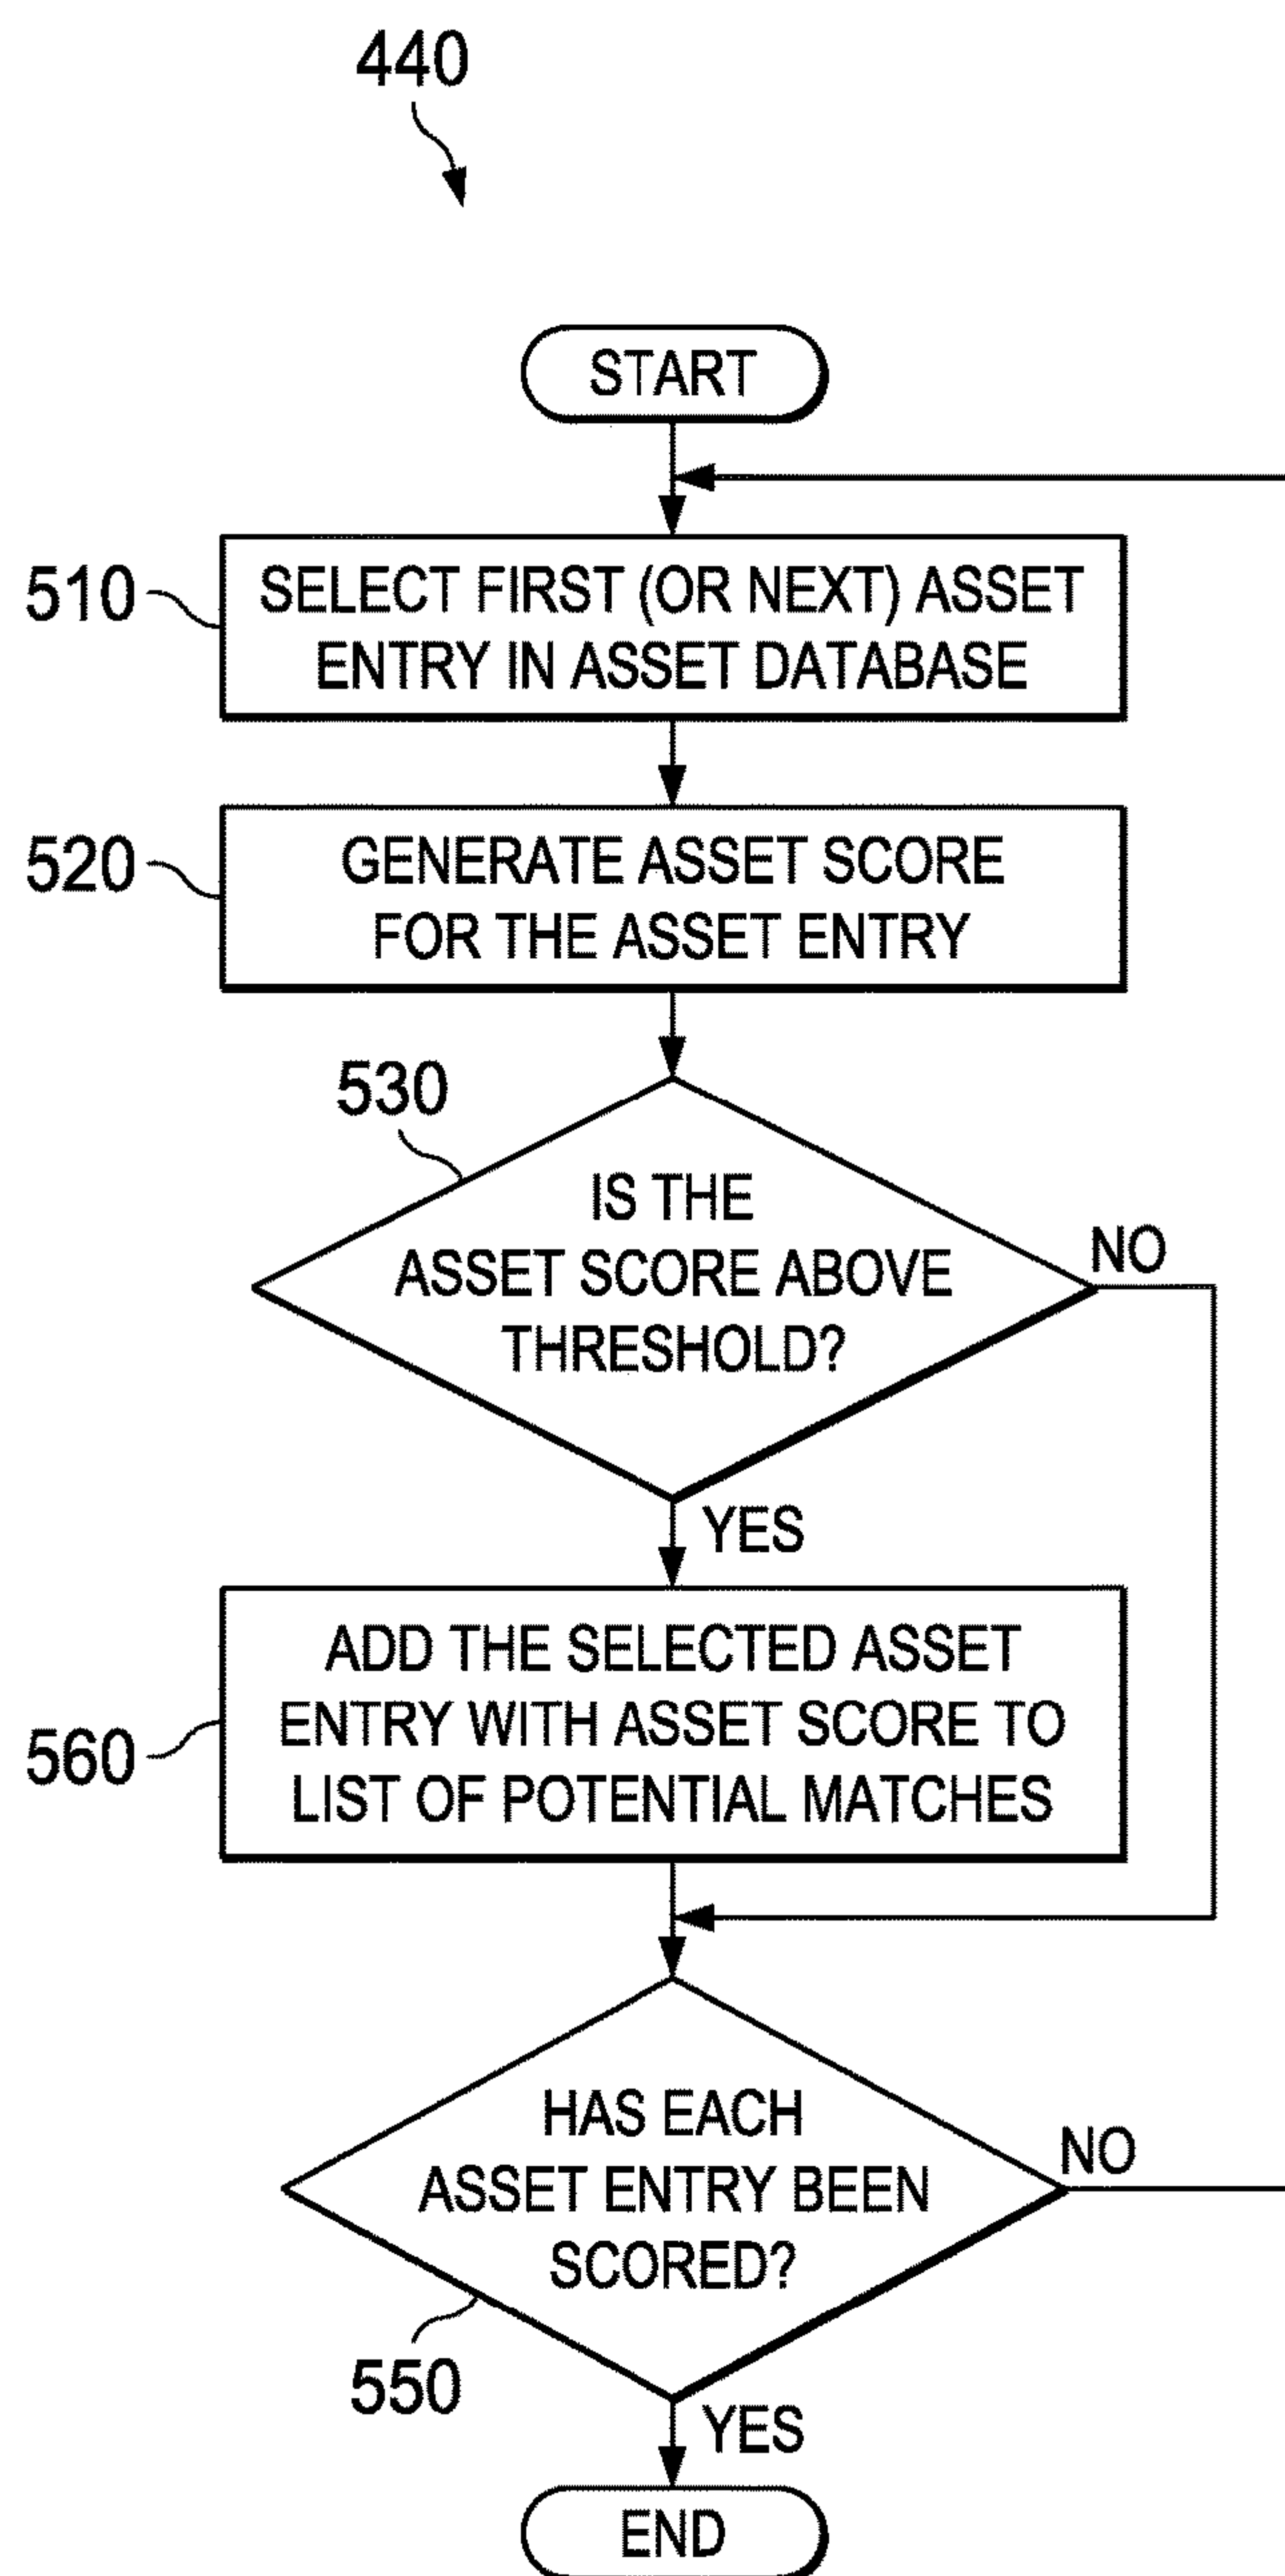 440
START
510
SELECT FIRST (OR NEXT) ASSET
ENTRY IN ASSET DATABASE
520
GENERATE ASSET SCORE
FOR THE ASSET ENTRY
530
IS THE
ASSET SCORE ABOVE
THRESHOLD?
NO
YES
560
ADD THE SELECTED ASSET
ENTRY WITH ASSET SCORE TO
LIST OF POTENTIAL MATCHES
HAS EACH
ASSET ENTRY BEEN
SCORED?
NO
550
YES
END